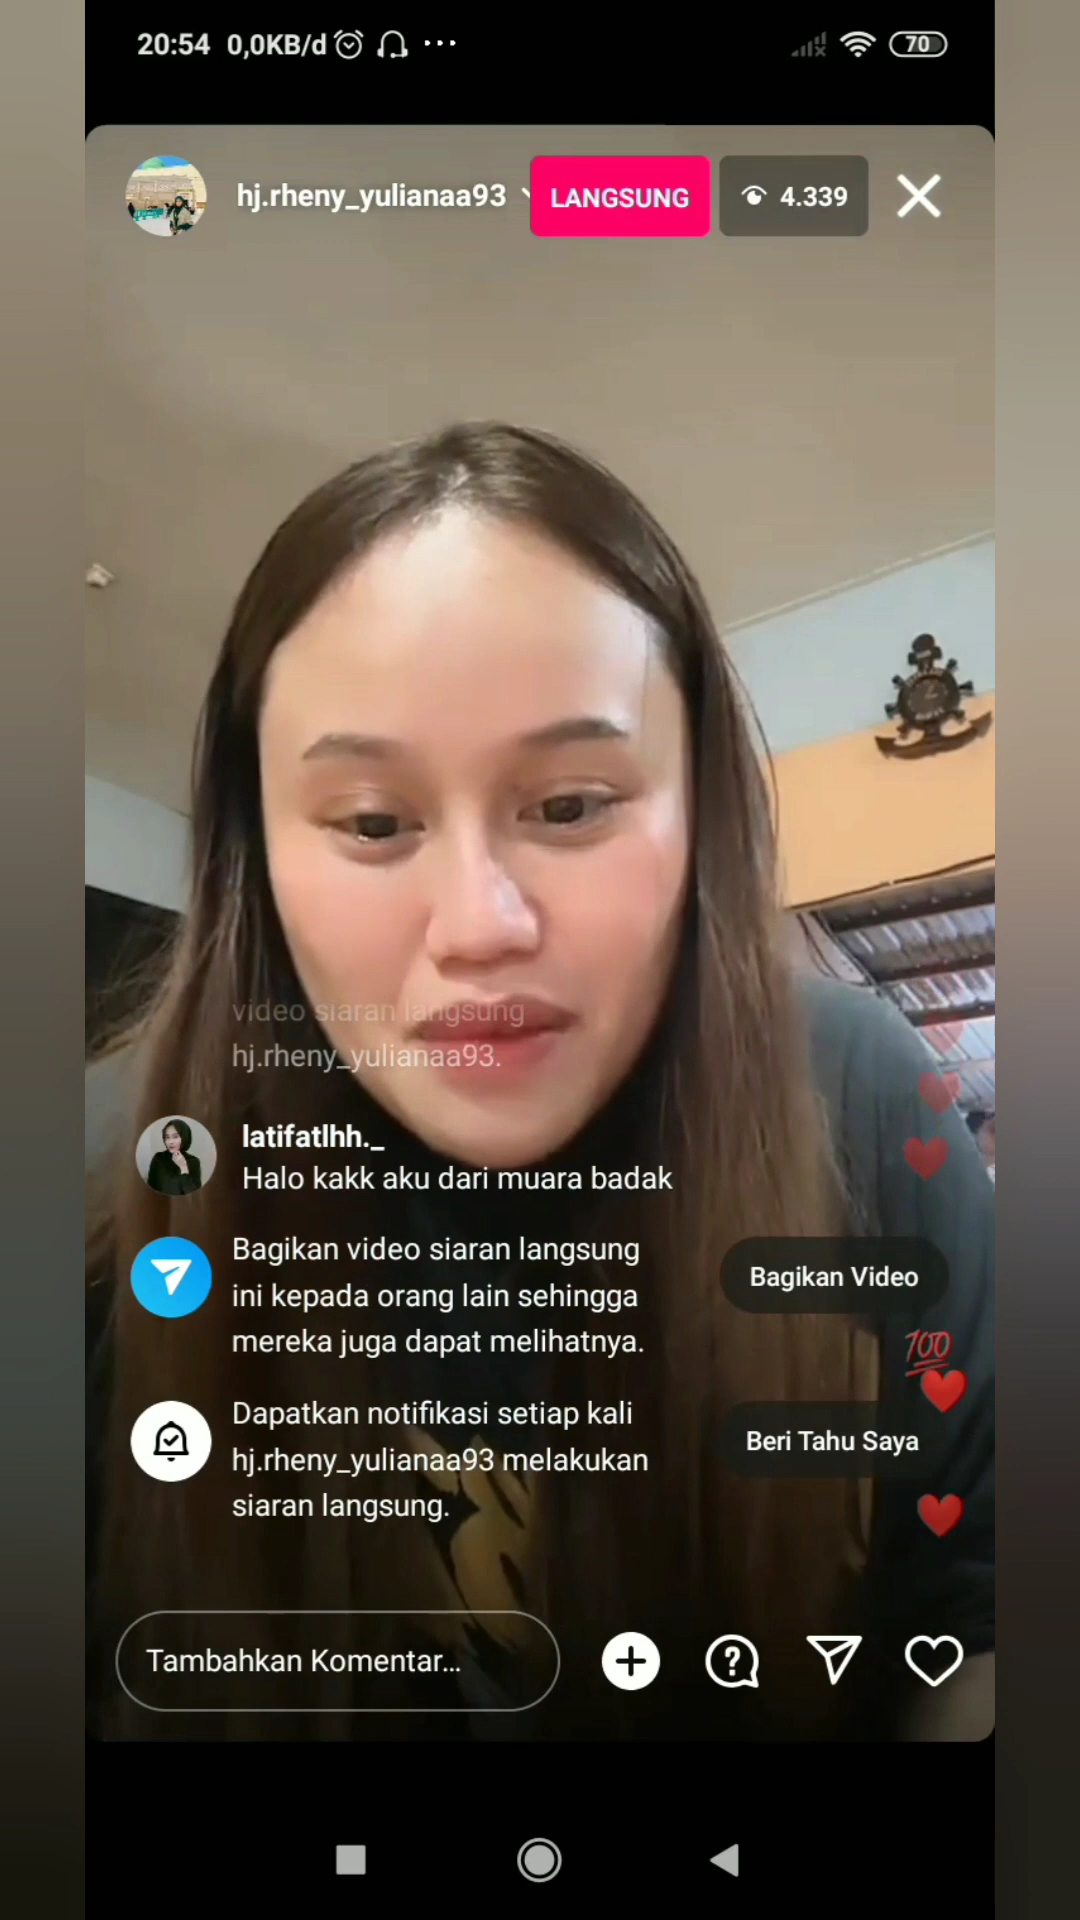 20:54 0,0KB/d
70
hj.rheny_yulianaa93
LANGSUNG
4.339
video siaran langsung
hj.rheny_yulianaa93.
latifatlhh._
Halo kakk aku dari muara badak
Bagikan video siaran langsung
ini kepada orang lain sehingga
mereka juga dapat melihatnya.
Bagikan Video
100
Dapatkan notifikasi setiap kali
hj.rheny_yulianaa93 melakukan
siaran langsung.
Beri Tahu Saya
Tambahkan Komentar...